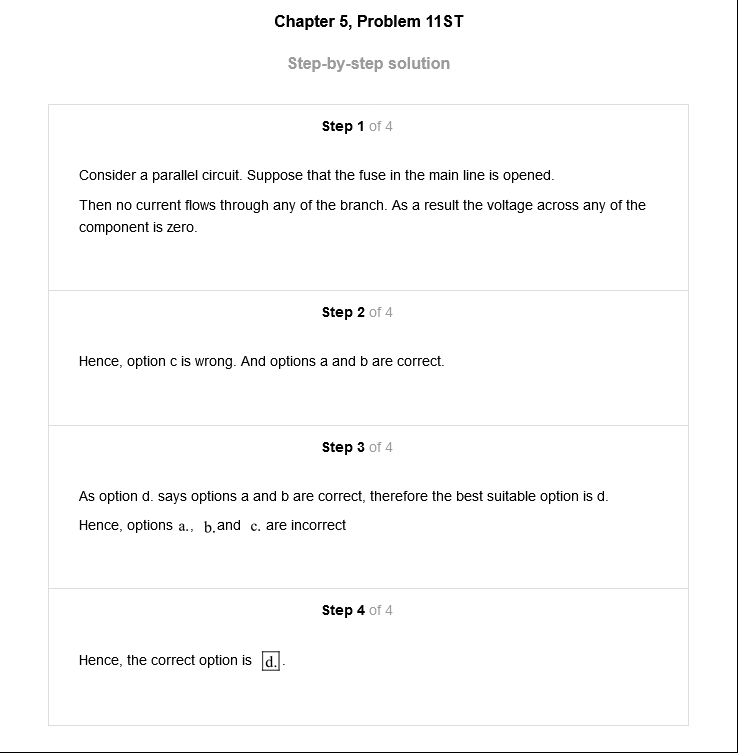 Chapter 5, Problem 11ST
Step-by-step solution
Step 1 of 4
Consider a parallel circuit. Suppose that the fuse in the main line is opened.
Then no current flows through any of the branch. As a result the voltage across any of the
component is zero.
Step 2 of 4
Hence, option c is wrong. And options a and b are correct.
Step 3 of 4
As option d. says options a and b are correct, therefore the best suitable option is d.
Hence, options a., b. and c. are incorrect
Step 4 of 4
Hence, the correct option is d..